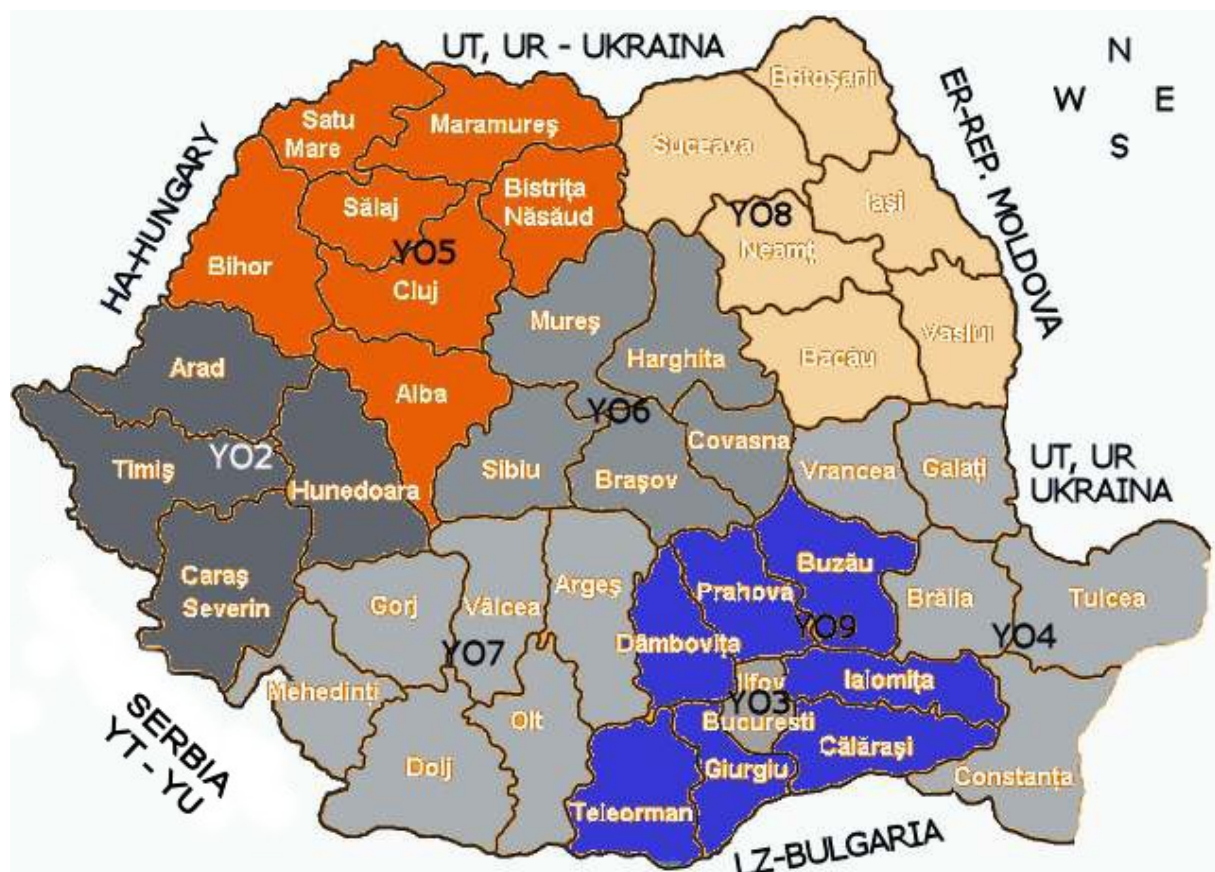 UT, UR - UKRAINA
N
W E
S
HA-HUNGARY
ER-REP. MOLDOVA
Satu
Mare
Maramureş
Botoşani
Suceava
Bistriţa
Năsăud
Sălaj
Iaşi
YO8
Neamţ
YO5
Bihor
Cluj
Mureş
Harghita
Bacău
Vaslui
Arad
Alba
YO6
Covasna
YO2
Timiş
Hunedoara
Sibiu
Braşov
Vrancea
Galaţi
UT, UR
UKRAINA
Caraş
Severin
Gorj
Vâlcea
Argeş
Prahova
Buzău
Brăila
Tulcea
YO7
Dâmboviţa
YO9
YO4
Mehedinţi
Olt
Ilfov
YO3
Bucuresti
Ialomiţa
Călăraşi
Dolj
Giurgiu
Constanţa
Teleorman
SERBIA
YT - YU
LZ-BULGARIA